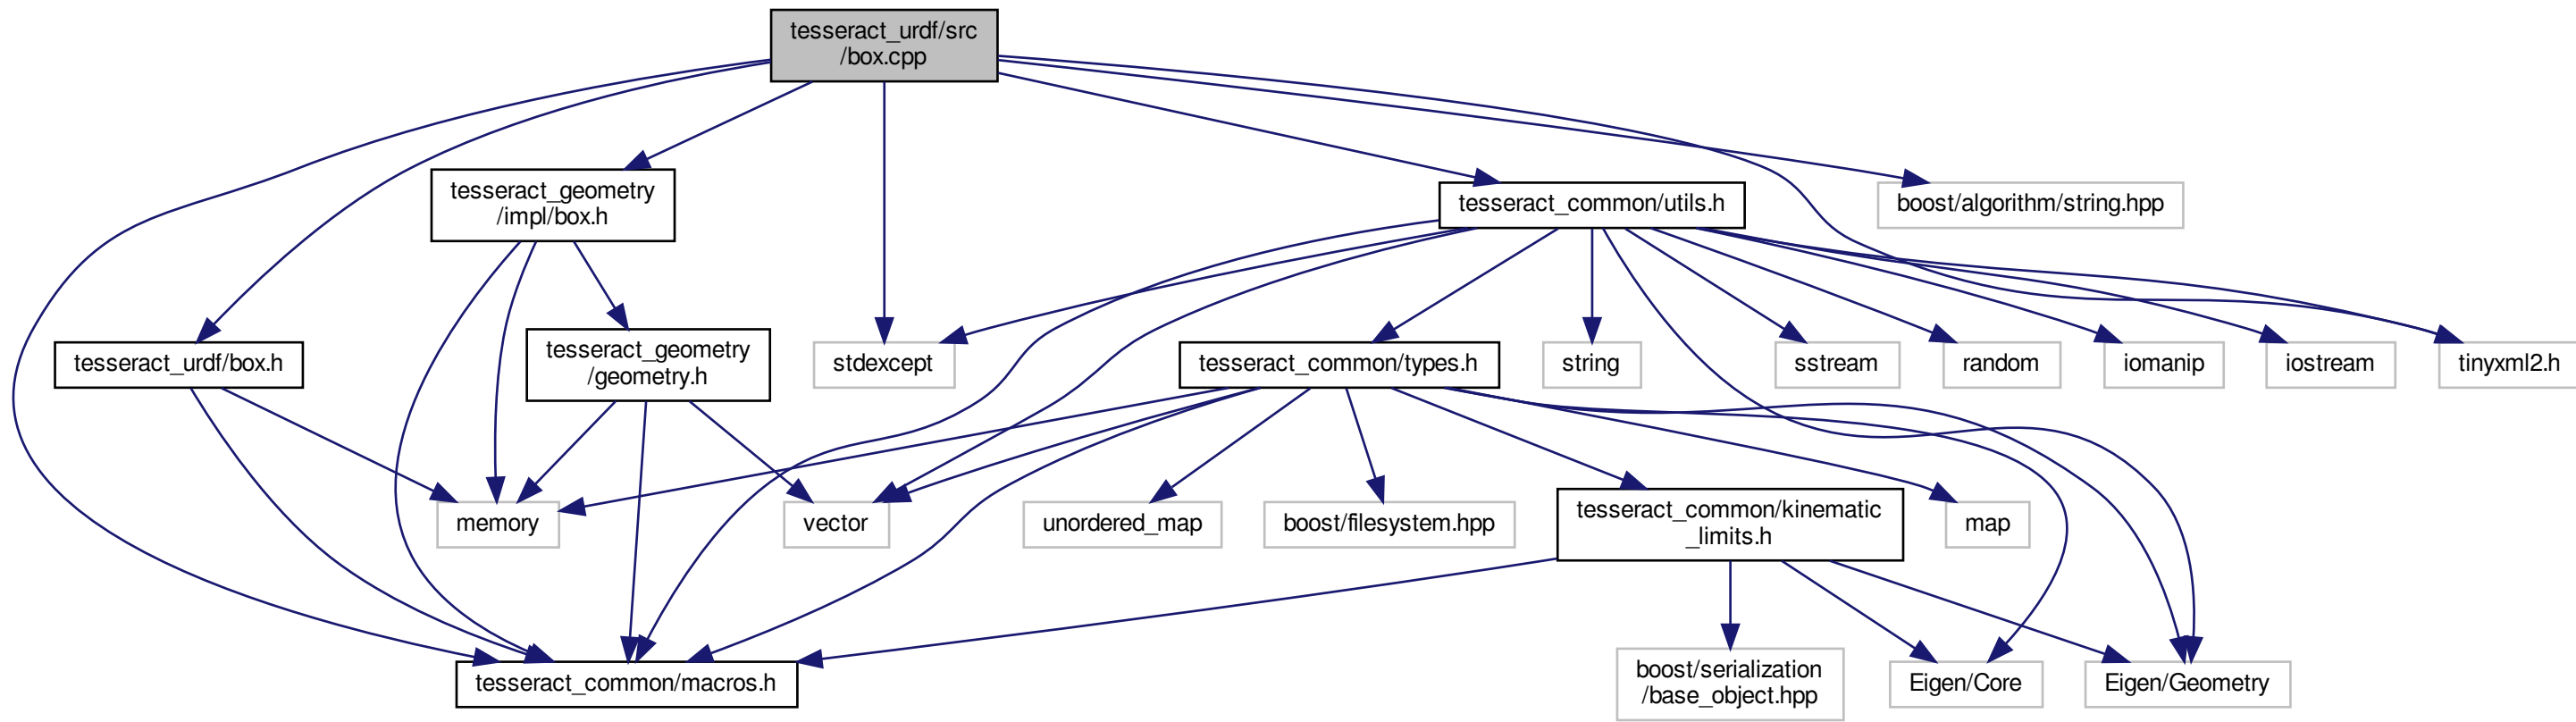 tesseract_urdf/src
/box.cpp
tesseract_geometry
/impl/box.h
tesseract_common/utils.h
boost/algorithm/string.hpp
tesseract_urdf/box.h
tesseract_geometry
/geometry.h
stdexcept
tesseract_common/types.h
string
sstream
random
iomanip
iostream
tinyxml2.h
memory
vector
unordered_map
boost/filesystem.hpp
tesseract_common/kinematic
_limits.h
map
tesseract_common/macros.h
boost/serialization
/base_object.hpp
Eigen/Core
Eigen/Geometry